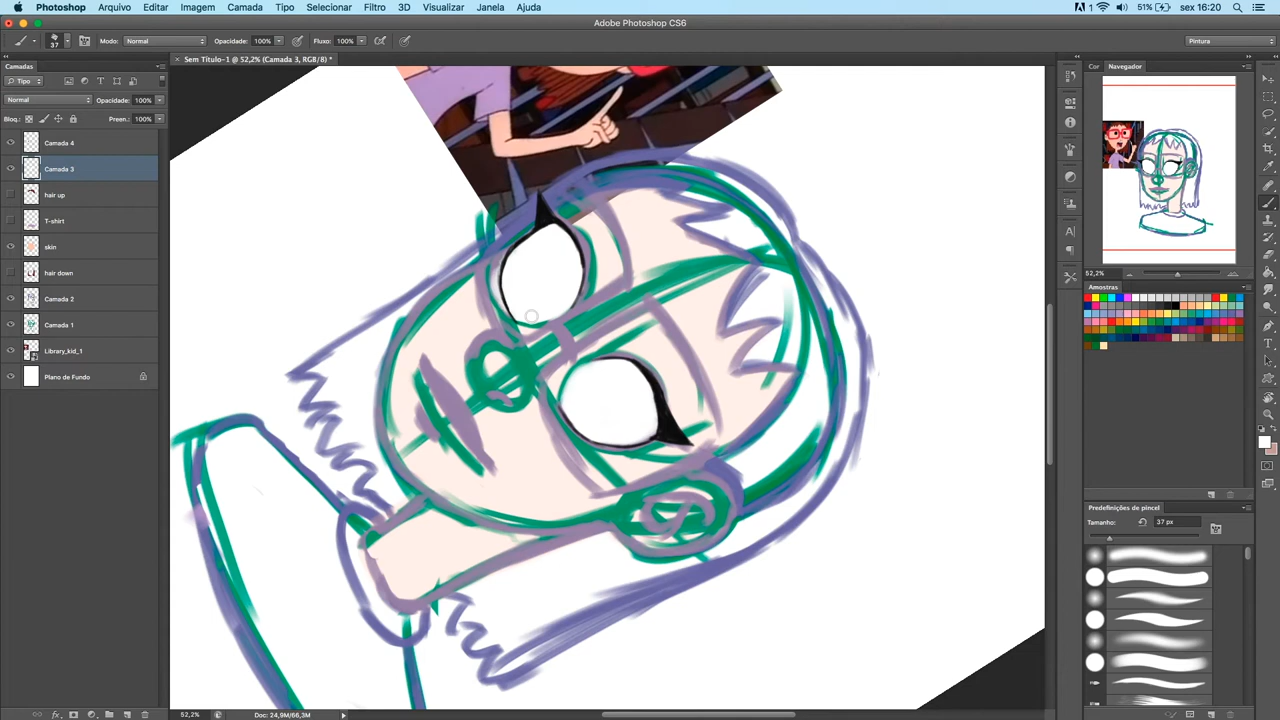 Photoshop Arquivo Editar Imagem Camada Tipo Selecionar Filtro 3D Visualizar Janela Ajuda 1 51% sex 16:20
Adobe Photoshop CS6
37 Modo: Normal Opacidade: 100% Fluxo: 100% Pintura
Sem Título-1 @ 52,2% (Camada 3, RGB/8) *
Camadas
Tipo
Normal Opacidade: 100%
Bloq.: Preen.: 100%
Camada 4
Camada 3
hair up
T-shirt
skin
hair down
Camada 2
Camada 1
Library_kid_1
Plano de Fundo
Cor Navegador
52,2%
Amostras
Predefinições de pincel
Tamanho: 37 px
52,2% Doc: 24,9M/66,3M